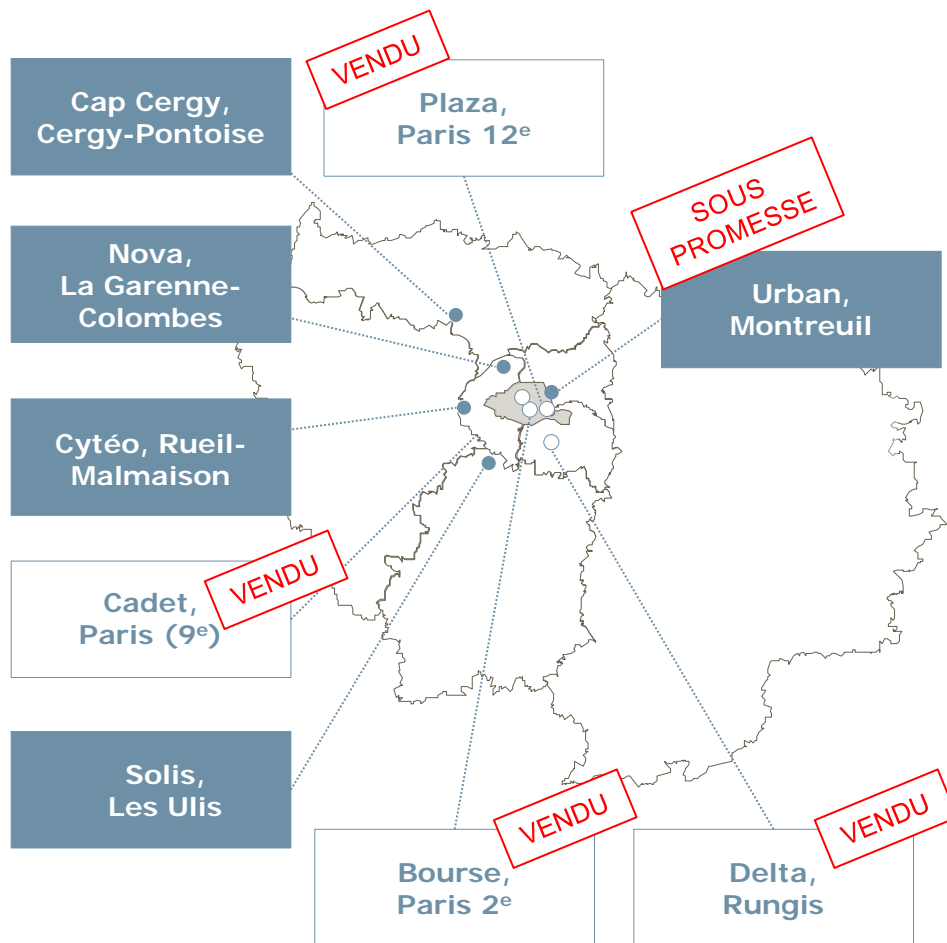 VENDU
Cap Cergy,
Cergy-Pontoise
Plaza,
Paris 12ᵉ
SOUS
PROMESSE
Nova,
La Garenne-
Colombes
Urban,
Montreuil
Cytéo, Rueil-
Malmaison
VENDU
Cadet,
Paris (9ᵉ)
Solis,
Les Ulis
VENDU
Bourse,
Paris 2ᵉ
VENDU
Delta,
Rungis